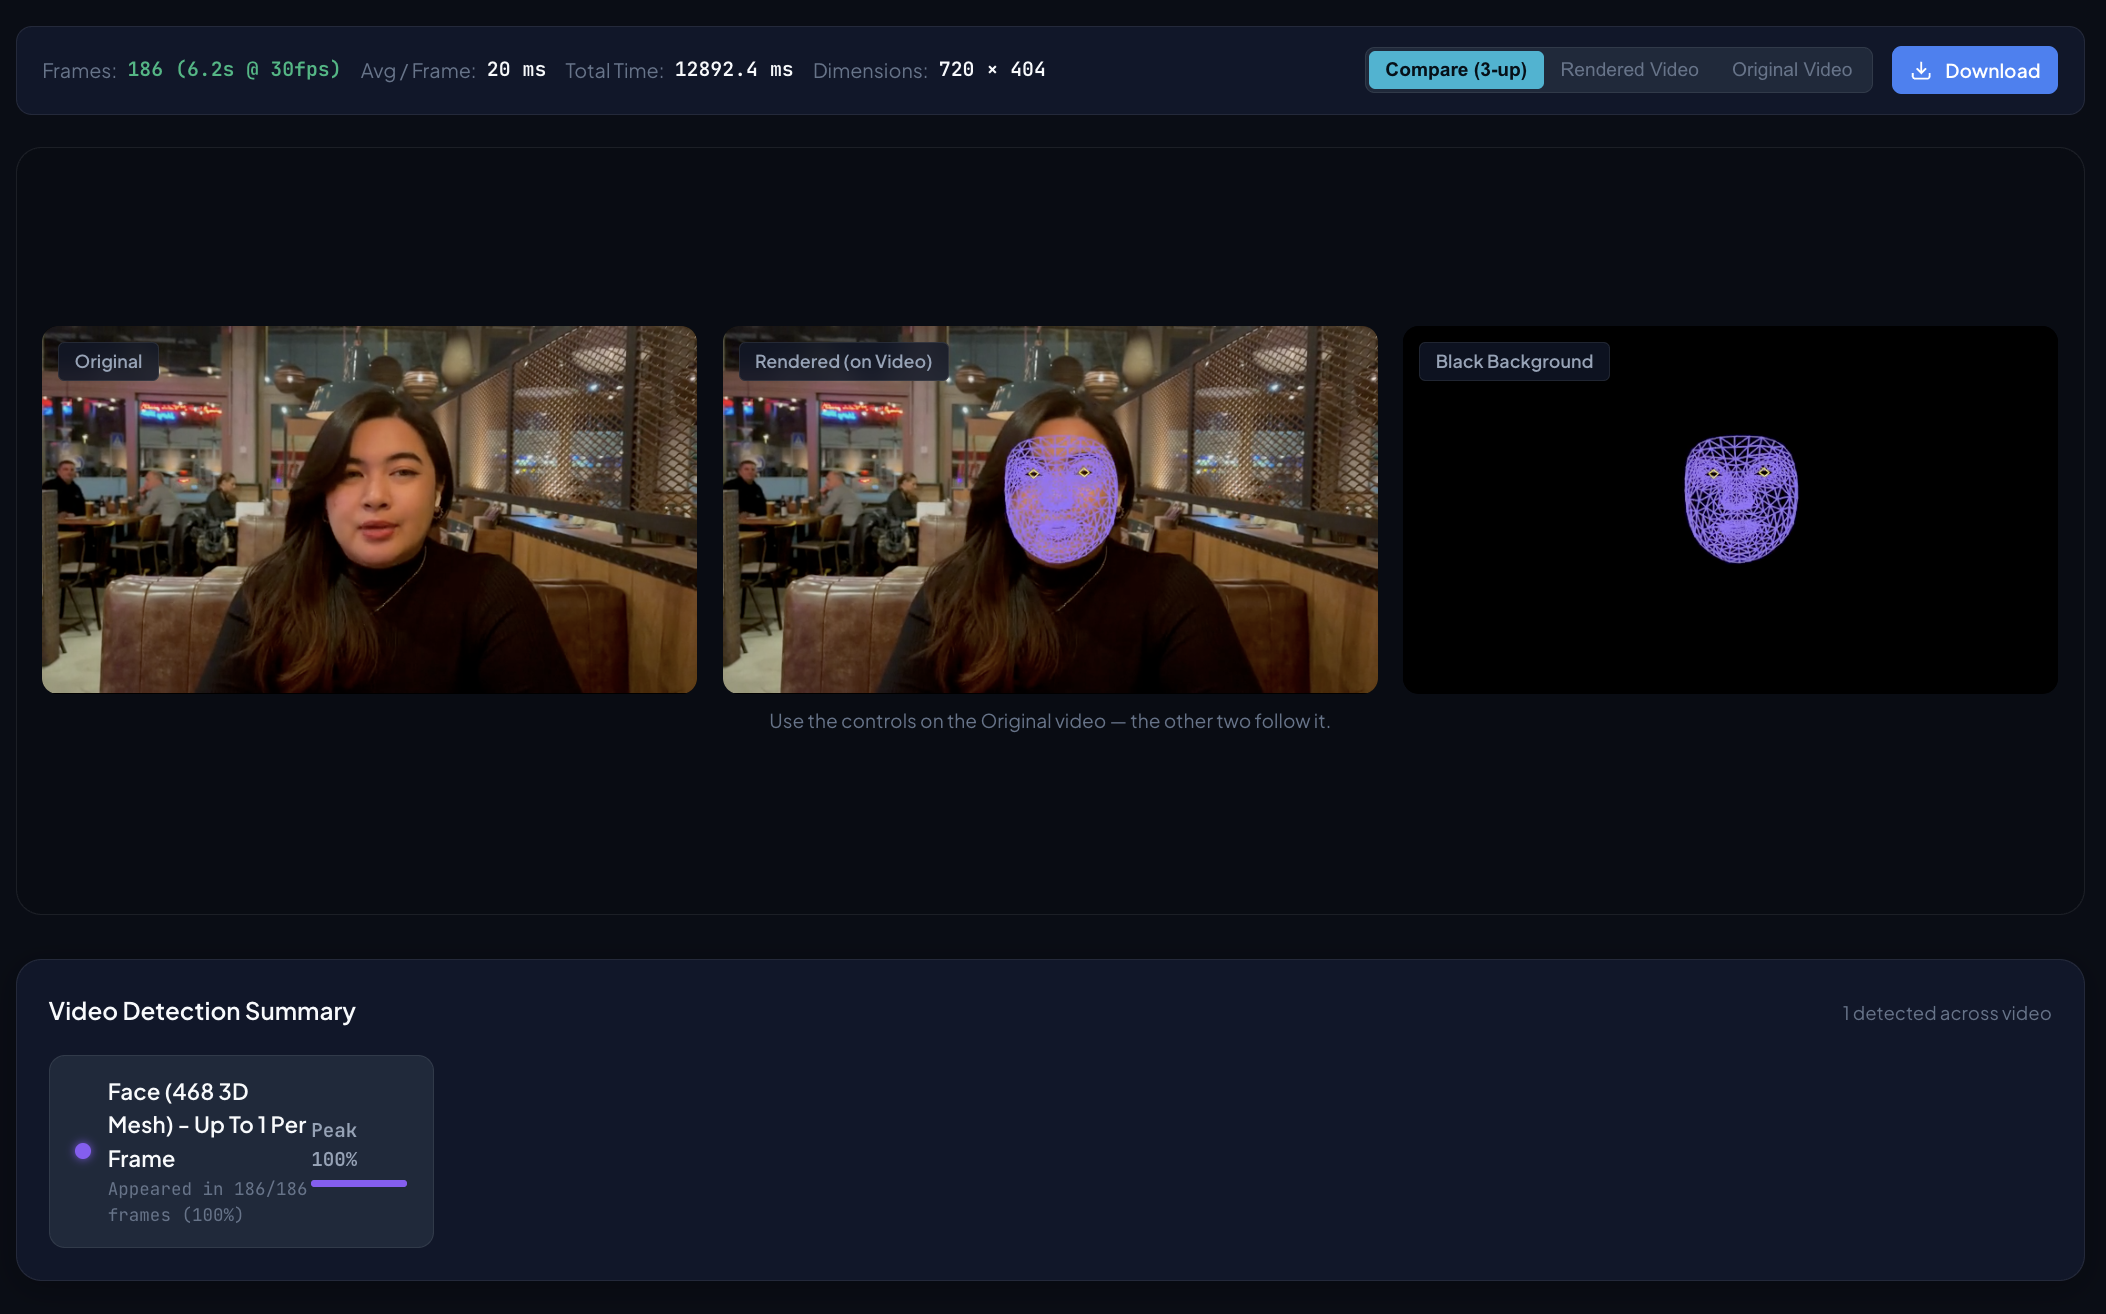 Frames: 186 (6.2s @ 30fps) Avg / Frame: 20 ms Total Time: 12892.4 ms Dimensions: 720 × 404
Compare (3-up) Rendered Video Original Video Download
Original
Rendered (on Video)
Black Background
Use the controls on the Original video — the other two follow it.
Video Detection Summary
1 detected across video
Face (468 3D
Mesh) – Up To 1 Per
Frame
Appeared in 186/186
frames (100%)
Peak
100%